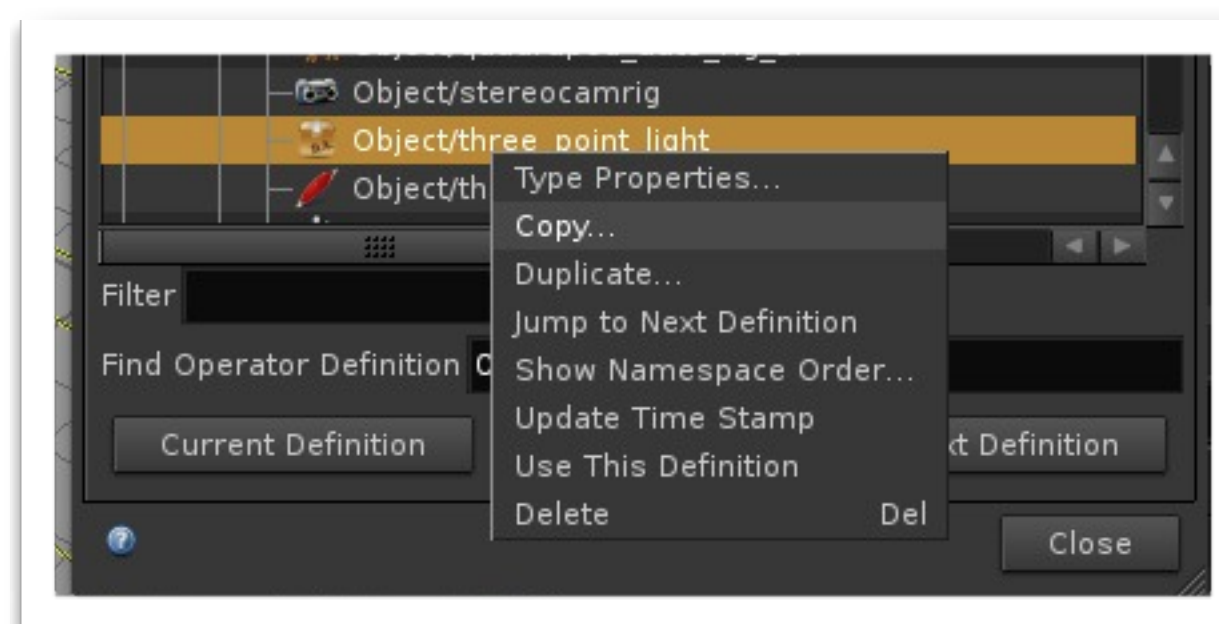 Object/stereocamrig
Object/three_point_light
Object/th
Type Properties...
Copy...
Duplicate...
Jump to Next Definition
Show Namespace Order...
Update Time Stamp
Use This Definition
Delete Del
Filter
Find Operator Definition
Current Definition
xt Definition
Close